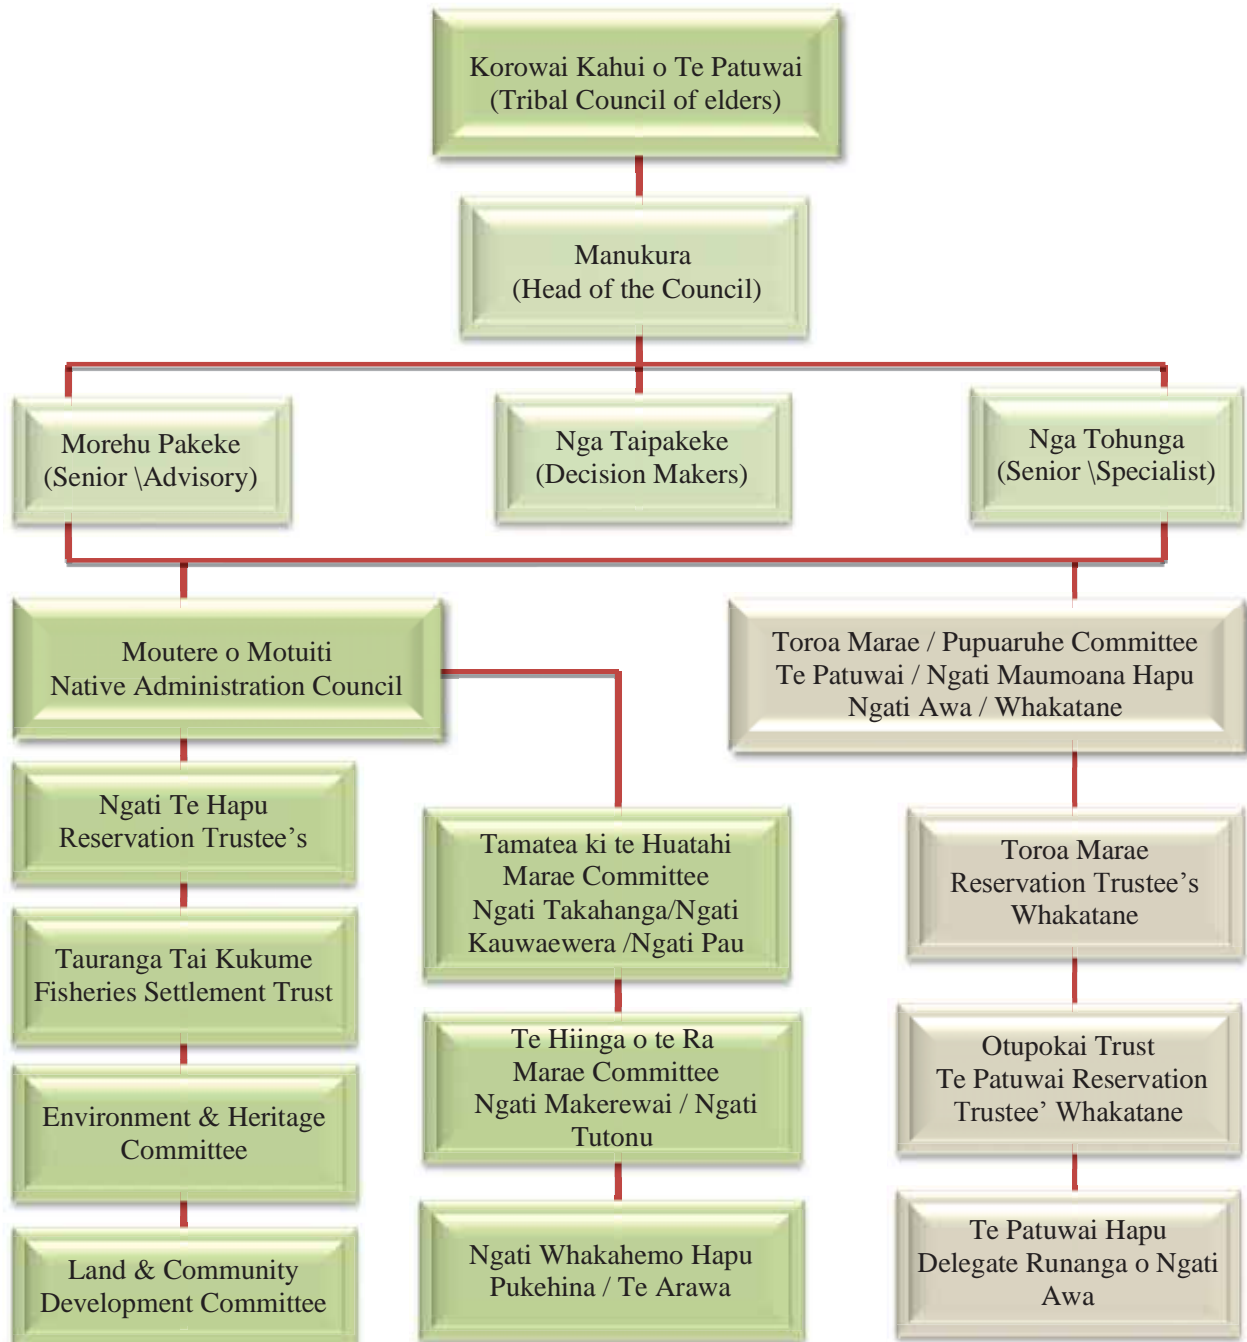 Korowai Kahui o Te Patuwai
(Tribal Council of elders)
Manukura
(Head of the Council)
Morehu Pakeke
(Senior \Advisory)
Nga Taipakeke
(Decision Makers)
Nga Tohunga
(Senior \Specialist)
Moutere o Motuiti
Native Administration Council
Ngati Te Hapu
Reservation Trustee’s
Tauranga Tai Kukume
Fisheries Settlement Trust
Environment & Heritage
Committee
Land & Community
Development Committee
Tamatea ki te Huatahi
Marae Committee
Ngati Takahanga/Ngati
Kauwaewera /Ngati Pau
Te Hiinga o te Ra
Marae Committee
Ngati Makerewai / Ngati
Tutonu
Ngati Whakahemo Hapu
Pukehina / Te Arawa
Toroa Marae / Pupuaruhe Committee
Te Patuwai / Ngati Maumoana Hapu
Ngati Awa / Whakatane
Toroa Marae
Reservation Trustee’s
Whakatane
Otupokai Trust
Te Patuwai Reservation
Trustee’ Whakatane
Te Patuwai Hapu
Delegate Runanga o Ngati
Awa